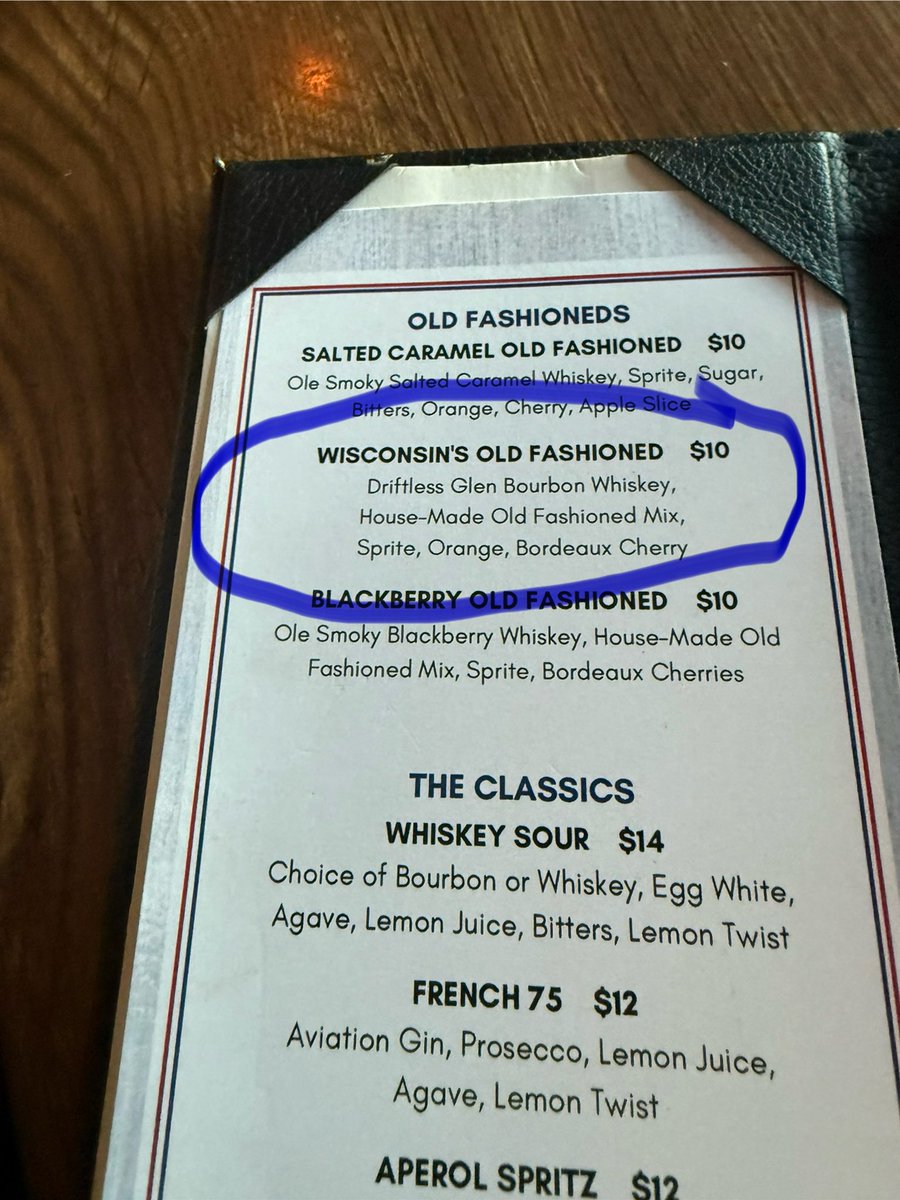 OLD FASHIONEDS
SALTED CARAMEL OLD FASHIONED $10
Ole Smoky Salted Caramel Whiskey, Sprite, Sugar,
Bitters, Orange, Cherry, Apple Slice
WISCONSIN'S OLD FASHIONED $10
Driftless Glen Bourbon Whiskey,
House-Made Old Fashioned Mix,
Sprite, Orange, Bordeaux Cherry
BLACKBERRY OLD FASHIONED $10
Ole Smoky Blackberry Whiskey, House-Made Old
Fashioned Mix, Sprite, Bordeaux Cherries
THE CLASSICS
WHISKEY SOUR $14
Choice of Bourbon or Whiskey, Egg White,
Agave, Lemon Juice, Bitters, Lemon Twist
FRENCH 75 $12
Aviation Gin, Prosecco, Lemon Juice,
Agave, Lemon Twist
APEROL SPRITZ $12